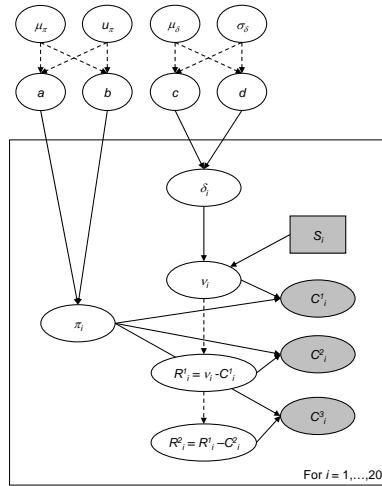 μπ uπ μδ σδ
a b c d
δi
Si
νi
C¹i
πi
C²i
R¹i = νi -C¹i
C³i
R²i = R¹i –C²i
For i = 1,...,20